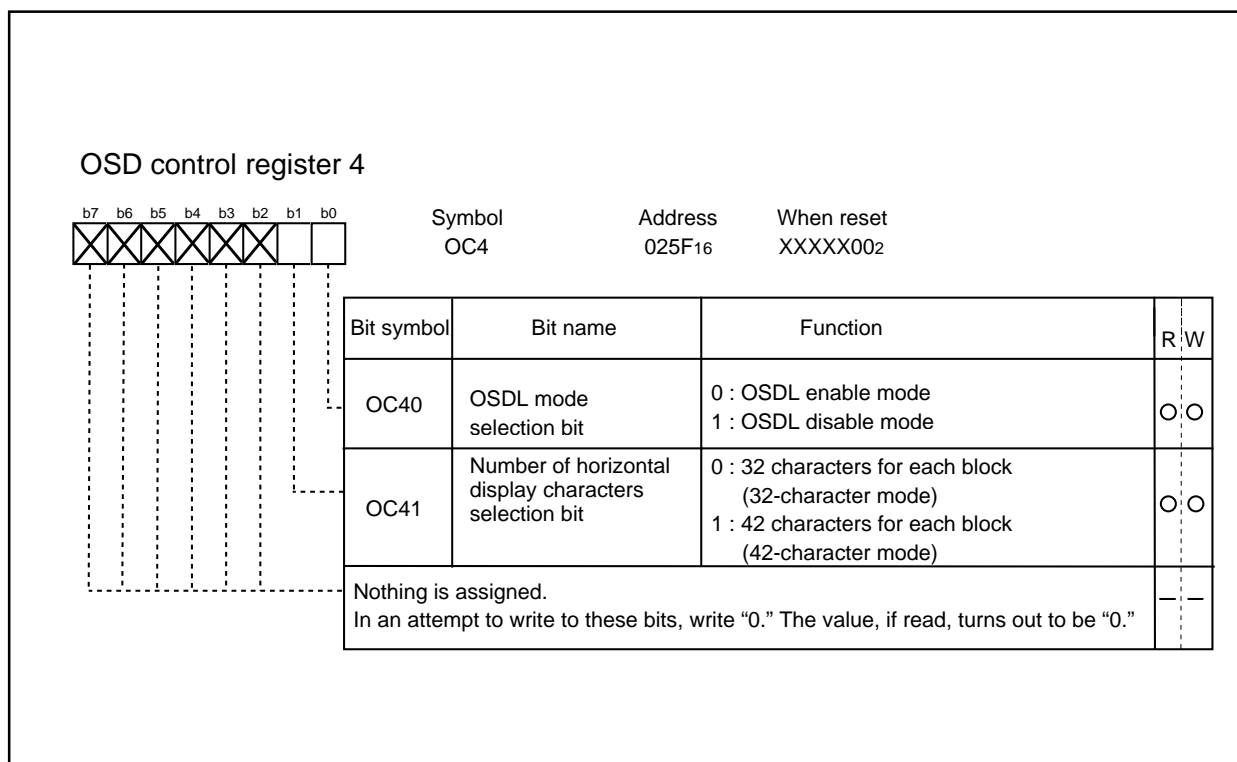 OSD control register 4
b7 b6 b5 b4 b3 b2 b1 b0
Symbol Address When reset
OC4 025F16 XXXXX002
Bit symbol Bit name Function R W
OC40 OSDL mode selection bit
0 : OSDL enable mode
1 : OSDL disable mode
OC41 Number of horizontal
display characters
selection bit
0 : 32 characters for each block
(32-character mode)
1 : 42 characters for each block
(42-character mode)
Nothing is assigned.
In an attempt to write to these bits, write “0.” The value, if read, turns out to be “0.”